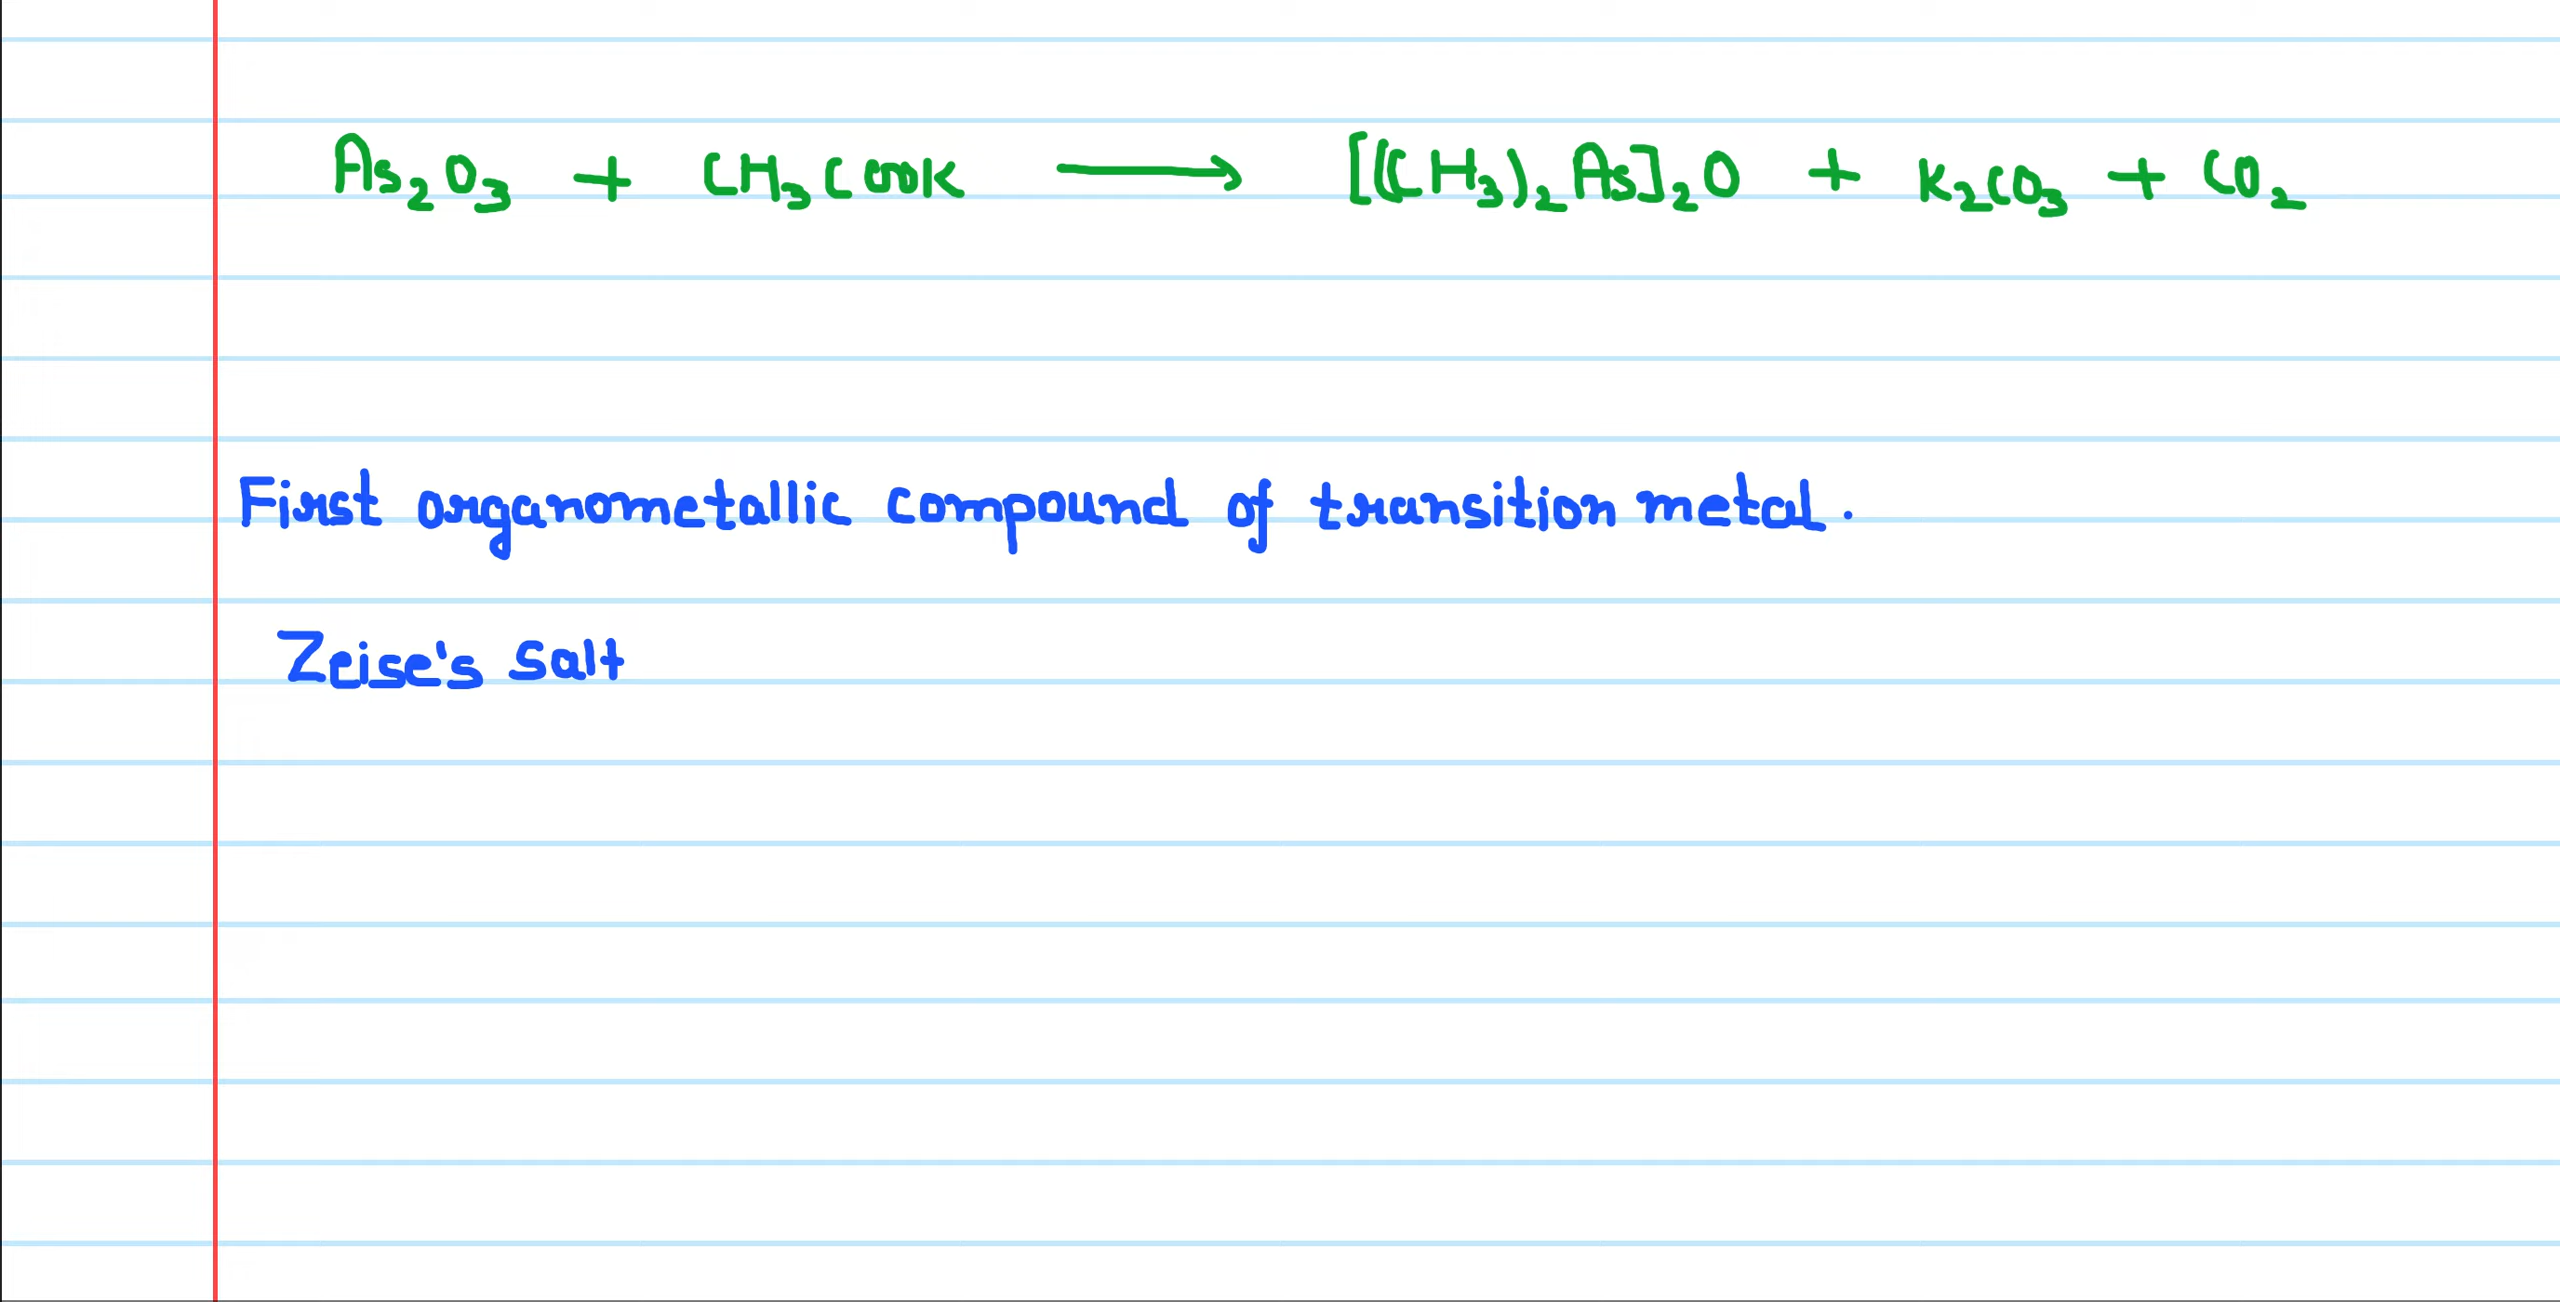 As₂O₃ + CH₃COOK ⟶ [(CH₃)₂As]₂O + K₂CO₃ + CO₂
First organometallic compound of transition metal.
Zeise's salt